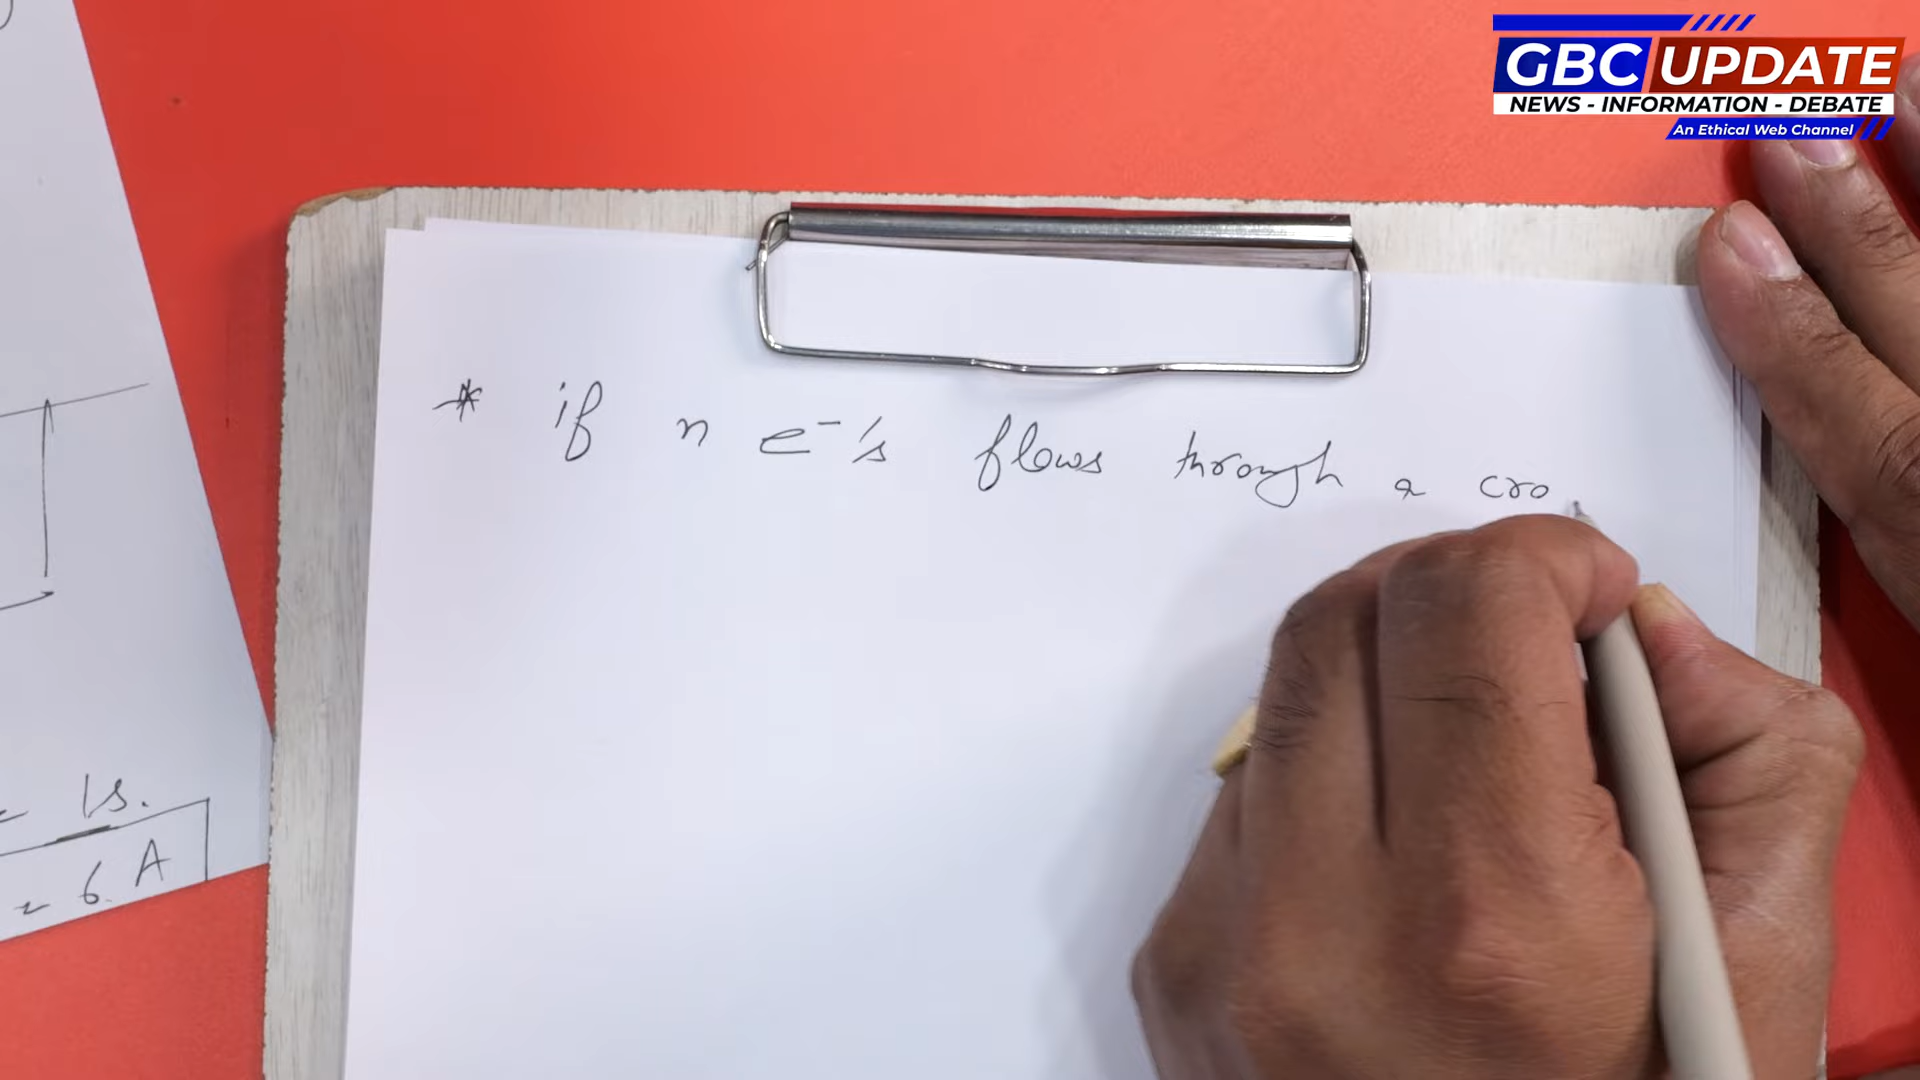 GBC UPDATE
NEWS - INFORMATION - DEBATE
An Ethical Web Channel
* if n e⁻'s flows through a cro
1s.
6 A